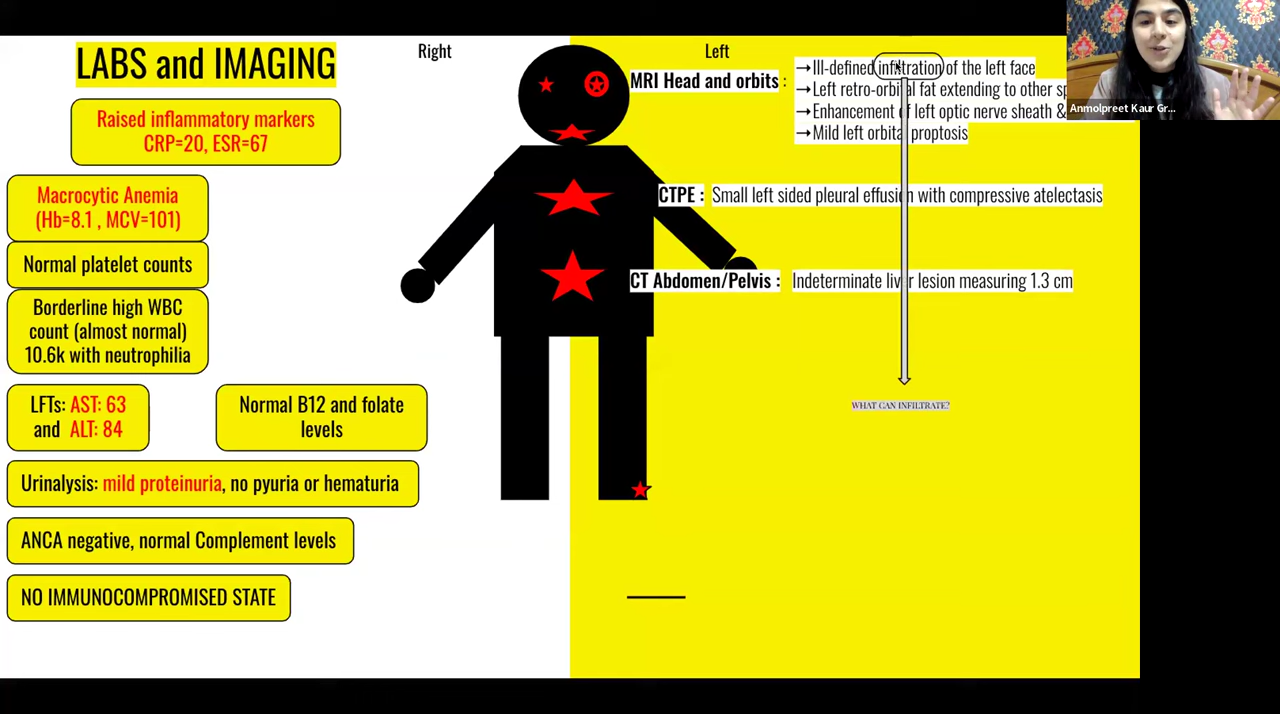 LABS and IMAGING
Raised inflammatory markers
CRP=20, ESR=67
Macrocytic Anemia
(Hb=8.1 , MCV=101)
Normal platelet counts
Borderline high WBC
count (almost normal)
10.6k with neutrophilia
LFTs: AST: 63
and ALT: 84
Normal B12 and folate
levels
Urinalysis: mild proteinuria, no pyuria or hematuria
ANCA negative, normal Complement levels
NO IMMUNOCOMPROMISED STATE
Right
Left
MRI Head and orbits :
→Ill-defined infiltration of the left face
→Left retro-orbital fat extending to other
→Enhancement of left optic nerve sheath &
→Mild left orbital proptosis
CTPE : Small left sided pleural effusion with compressive atelectasis
CT Abdomen/Pelvis : Indeterminate liver lesion measuring 1.3 cm
WHAT CAN INFILTRATE?
Anmolpreet Kaur Gr...